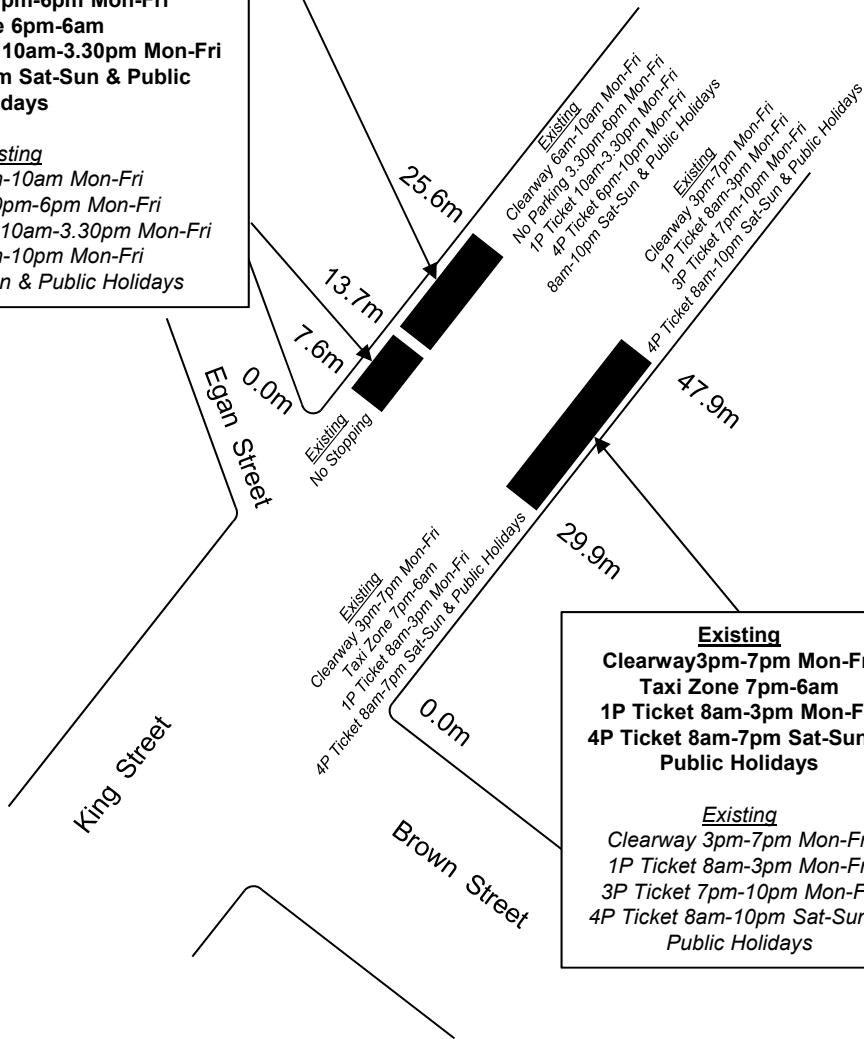 pm-6pm Mon-Fri
6pm-6am
10am-3.30pm Mon-Fri
Sat-Sun & Public
days
-10am Mon-Fri
pm-6pm Mon-Fri
10am-3.30pm Mon-Fri
-10pm Mon-Fri
& Public Holidays
25.6m
13.7m
7.6m
0.0m
Existing
Clearway 6am-10am Mon-Fri
No Parking 3.30pm-6pm Mon-Fri
1P Ticket 10am-3.30pm Mon-Fri
4P Ticket 6pm-10pm Mon-Fri
8am-10pm Sat-Sun & Public Holidays
Existing
Clearway 3pm-7pm Mon-Fri
1P Ticket 8am-3pm Mon-Fri
3P Ticket 7pm-10pm Mon-Fri
4P Ticket 8am-10pm Sat-Sun & Public Holidays
Egan Street
Existing
No Stopping
47.9m
29.9m
Existing
Clearway 3pm-7pm Mon-Fri
Taxi Zone 7pm-6am
1P Ticket 8am-3pm Mon-Fri
4P Ticket 8am-7pm Sat-Sun & Public Holidays
0.0m
King Street
Brown Street
Existing
Clearway3pm-7pm Mon-Fr
Taxi Zone 7pm-6am
1P Ticket 8am-3pm Mon-F
4P Ticket 8am-7pm Sat-Sun
Public Holidays
Existing
Clearway 3pm-7pm Mon-Fr
1P Ticket 8am-3pm Mon-Fr
3P Ticket 7pm-10pm Mon-F
4P Ticket 8am-10pm Sat-Sun
Public Holidays